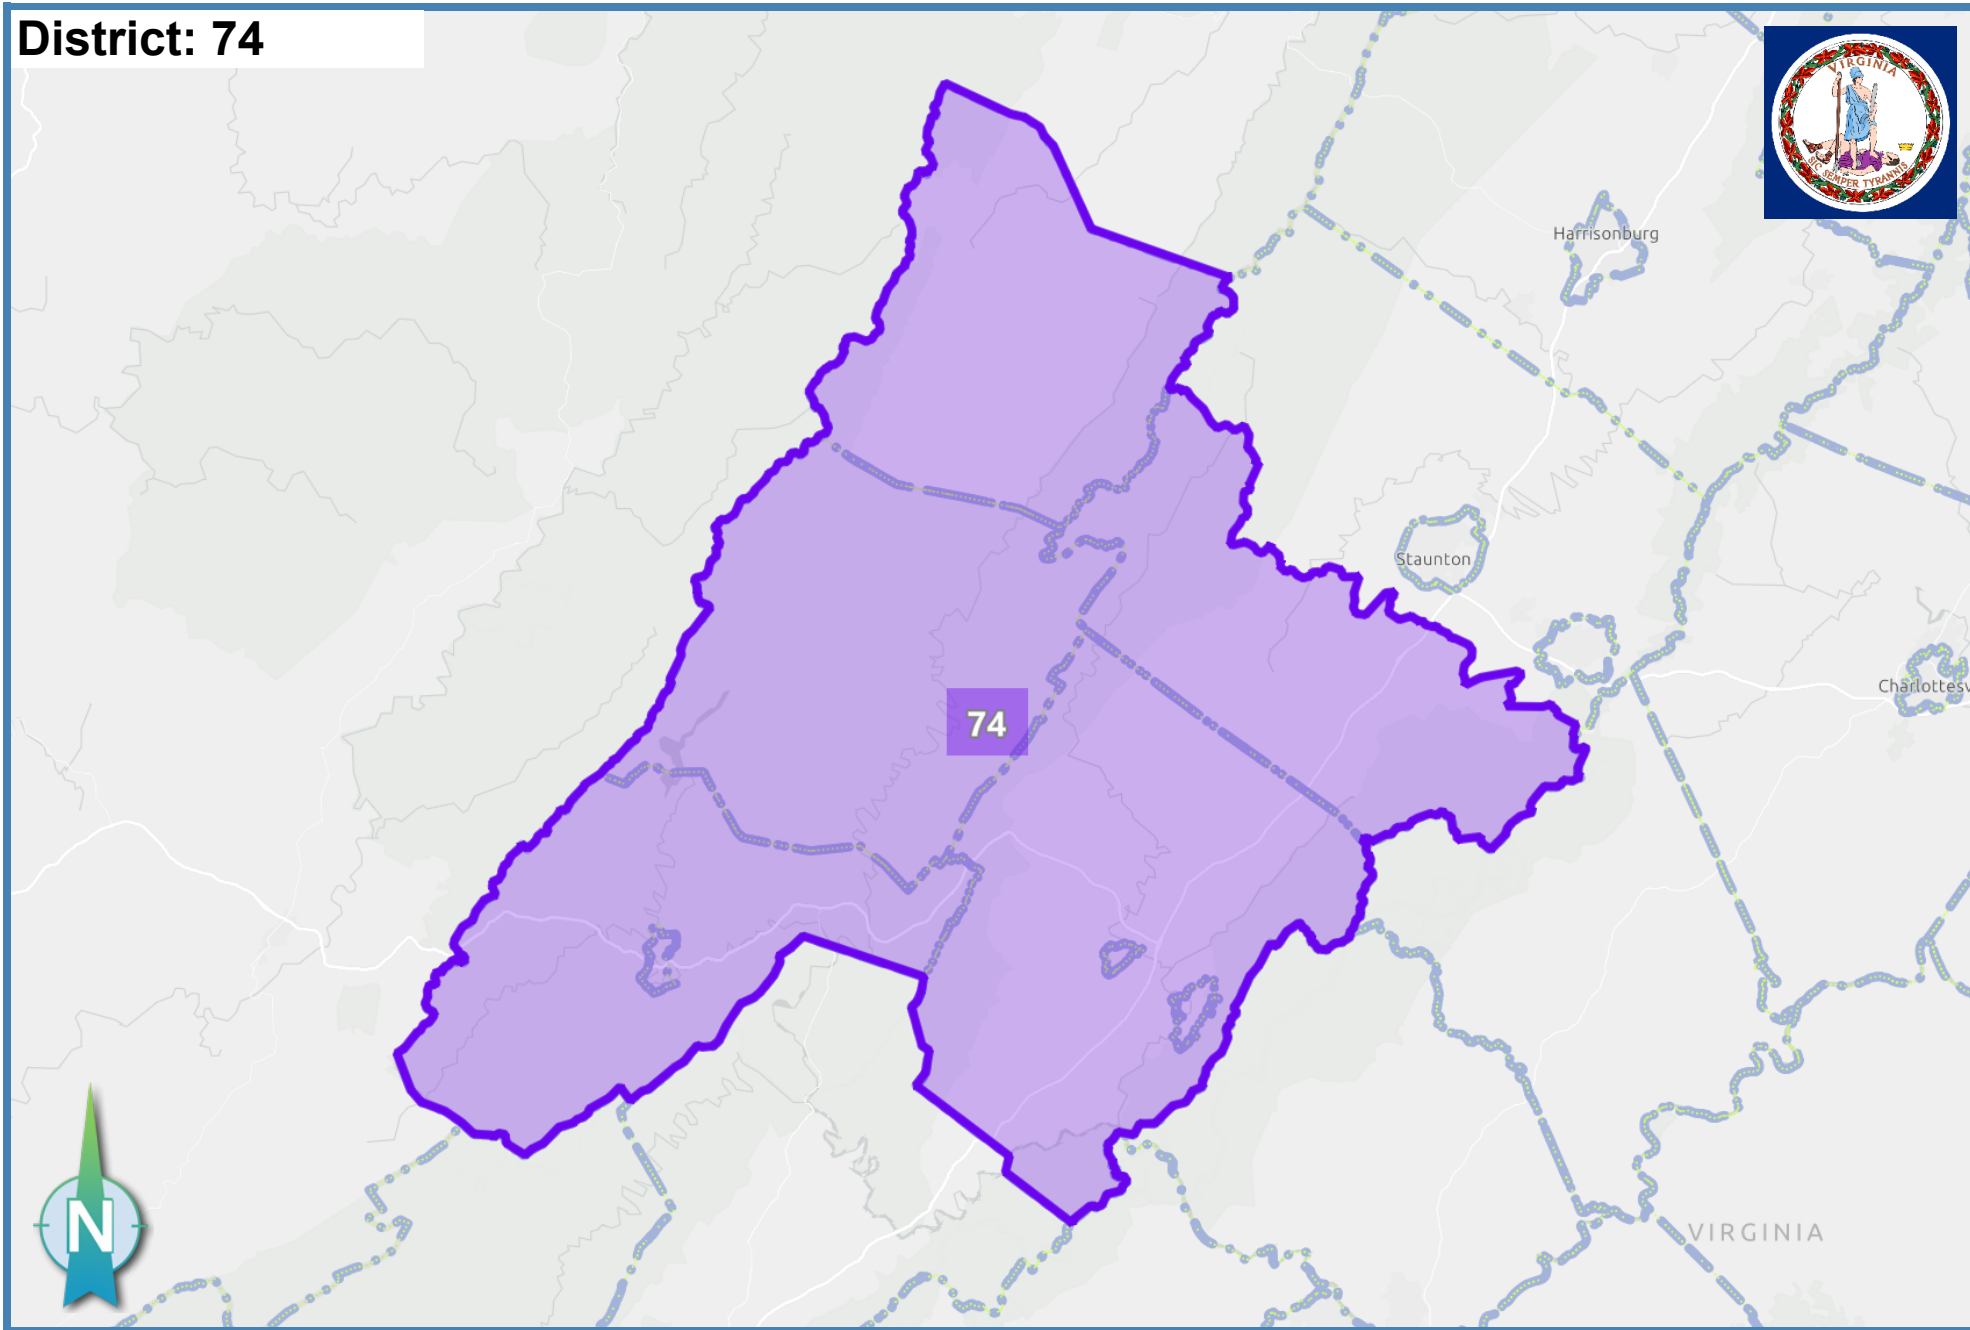 District: 74
VIRGINIA
SIC SEMPER TYRANNIS
Harrisonburg
Staunton
Charlottesv
74
VIRGINIA
N